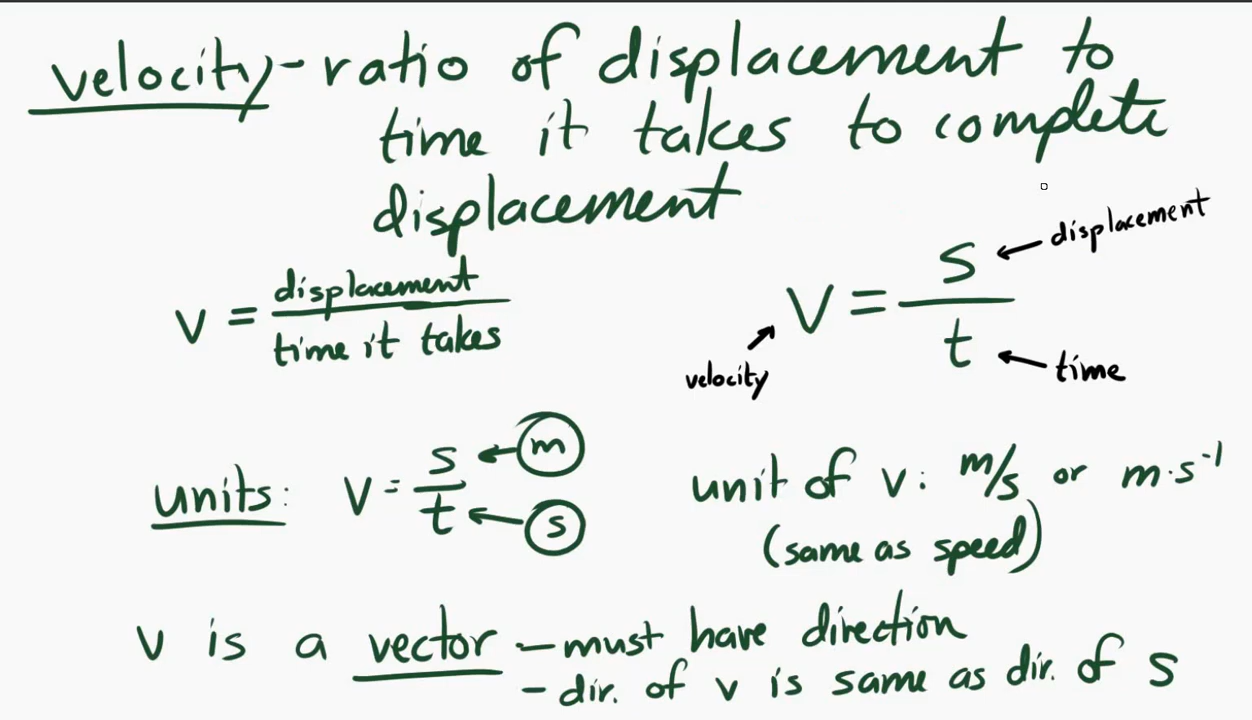 velocity - ratio of displacement to
time it takes to complete
displacement
v = displacement / time it takes
v = s / t
displacement
velocity
time
units: v = s / t
m
s
unit of v: m/s or m·s⁻¹
(same as speed)
v is a vector - must have direction
- dir. of v is same as dir. of s